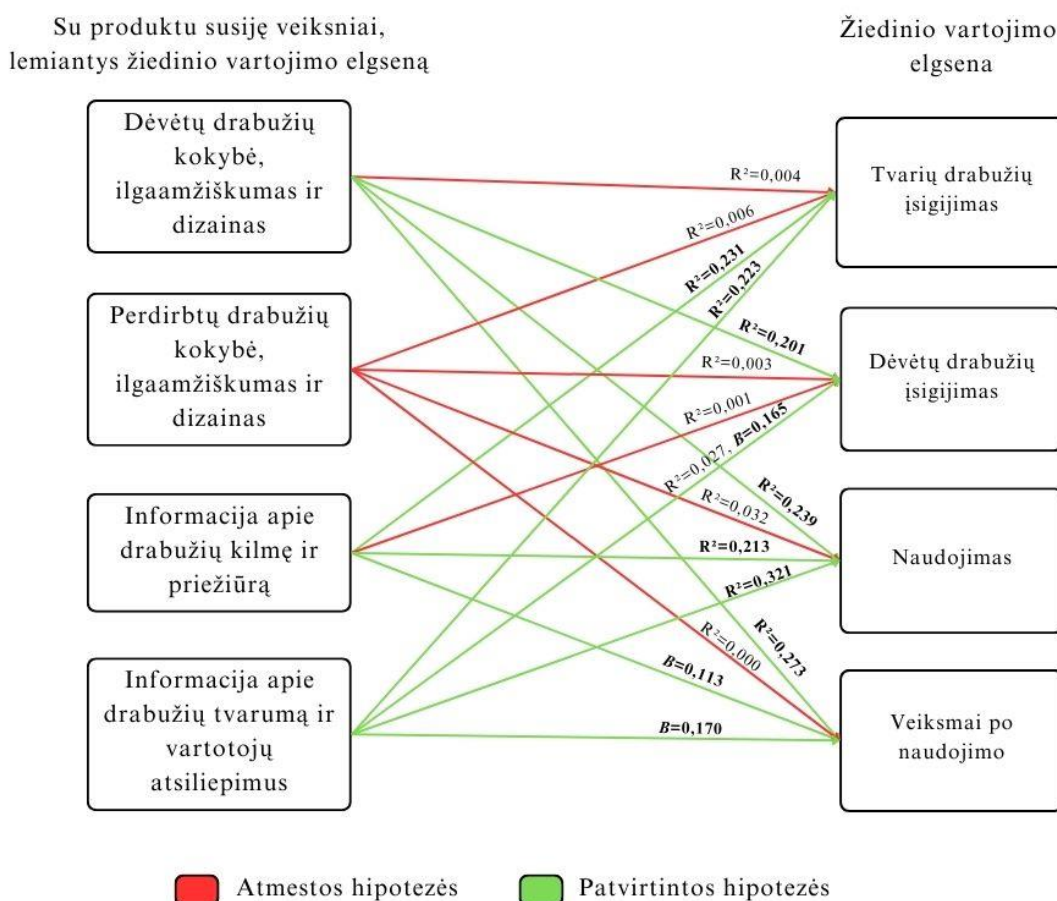 Su produktu susiję veiksniai,
lemiantys žiedinio vartojimo elgseną
Žiedinio vartojimo
elgsena
Dėvėtų drabužių
kokybė,
ilgaamžiškumas ir
dizainas
Perdirbtų drabužių
kokybė,
ilgaamžiškumas ir
dizainas
Informacija apie
drabužių kilmę ir
priežiūrą
Informacija apie
drabužių tvarumą ir
vartotojų
atsiliepimus
R²=0,004
R²=0,006
R²=0,231
R²=0,223
R²=0,201
R²=0,003
R²=0,001
R²=0,027, B=0,165
R²=0,032
R²=0,239
R²=0,213
R²=0,321
R²=0,000
R²=0,273
B=0,113
B=0,170
Tvarių drabužių
įsigijimas
Dėvėtų drabužių
įsigijimas
Naudojimas
Veiksmai po
naudojimo
Atmestos hipotezės
Patvirtintos hipotezės